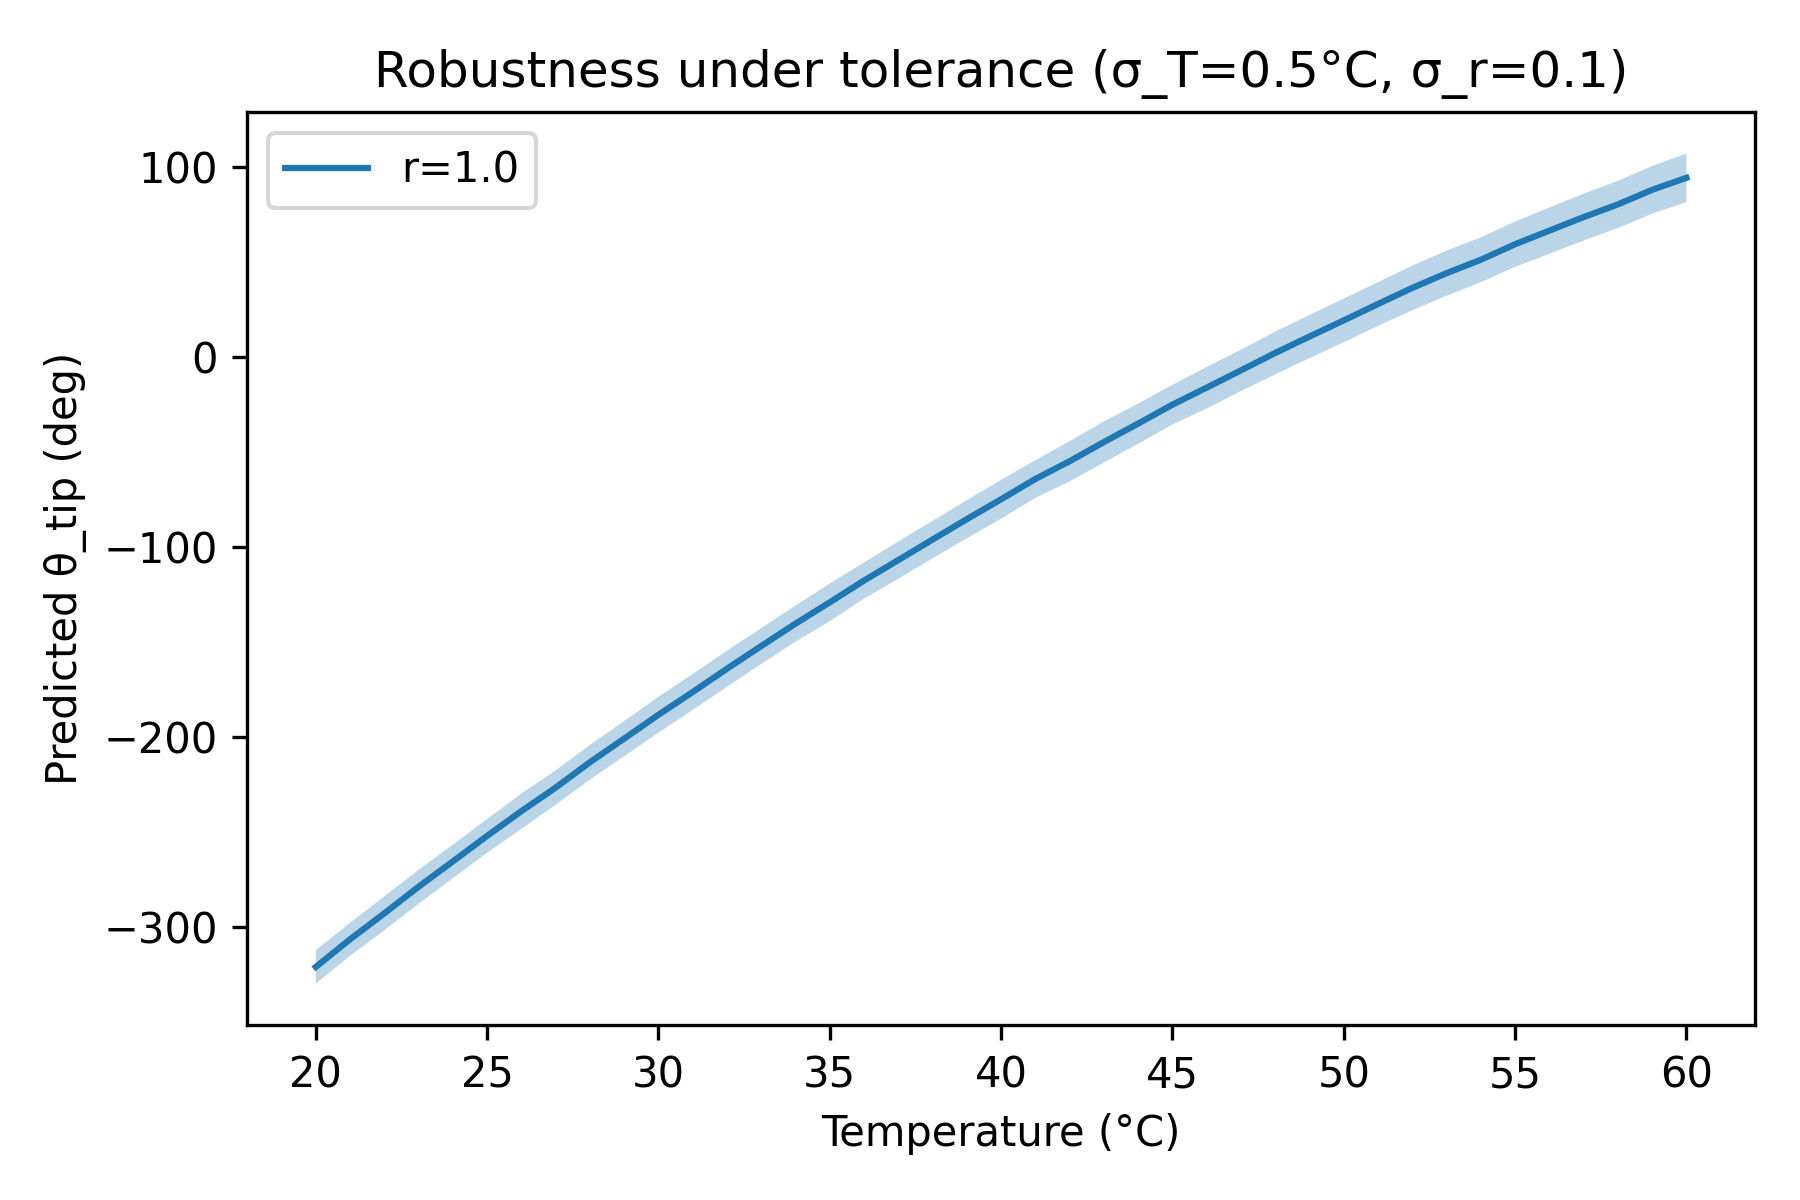 Robustness under tolerance (σ_T=0.5°C, σ_r=0.1)
r=1.0
100
0
−100
−200
−300
Predicted θ_tip (deg)
20 25 30 35 40 45 50 55 60
Temperature (°C)